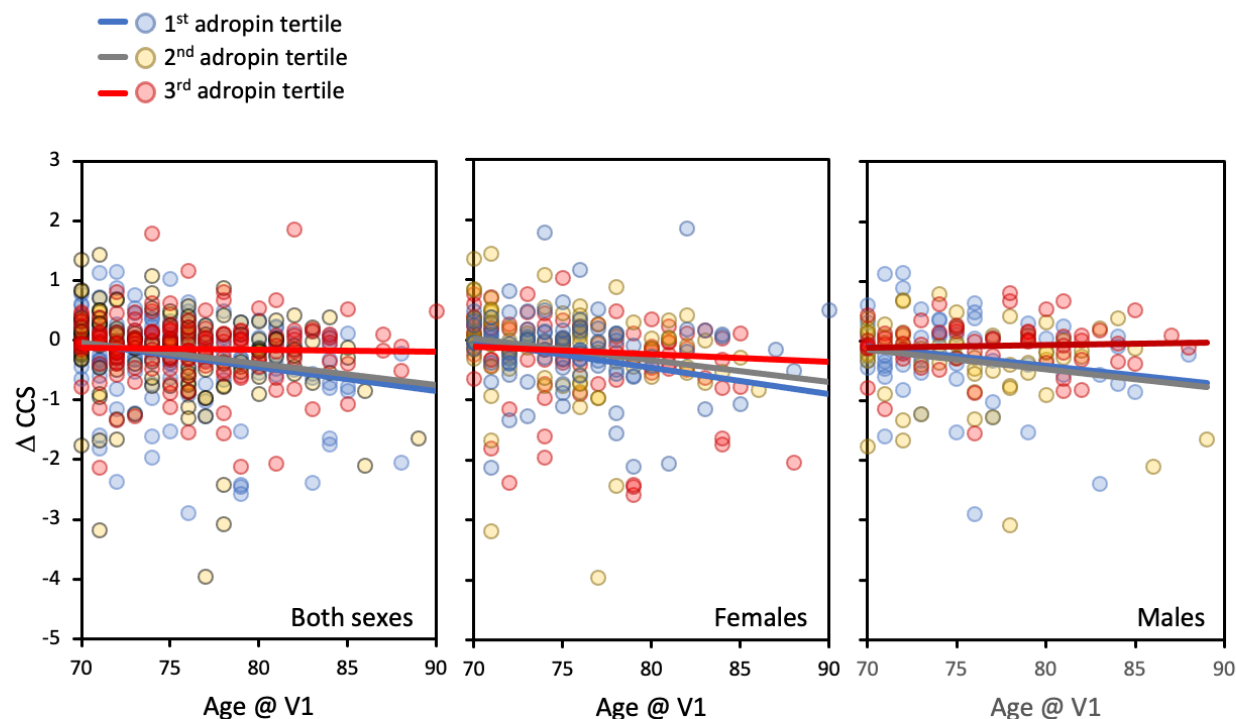 1st adropin tertile
2nd adropin tertile
3rd adropin tertile
3
2
1
0
-1
-2
-3
-4
-5
Δ CCS
Both sexes
Females
Males
70 75 80 85 90
70 75 80 85 90
70 75 80 85 90
Age @ V1
Age @ V1
Age @ V1